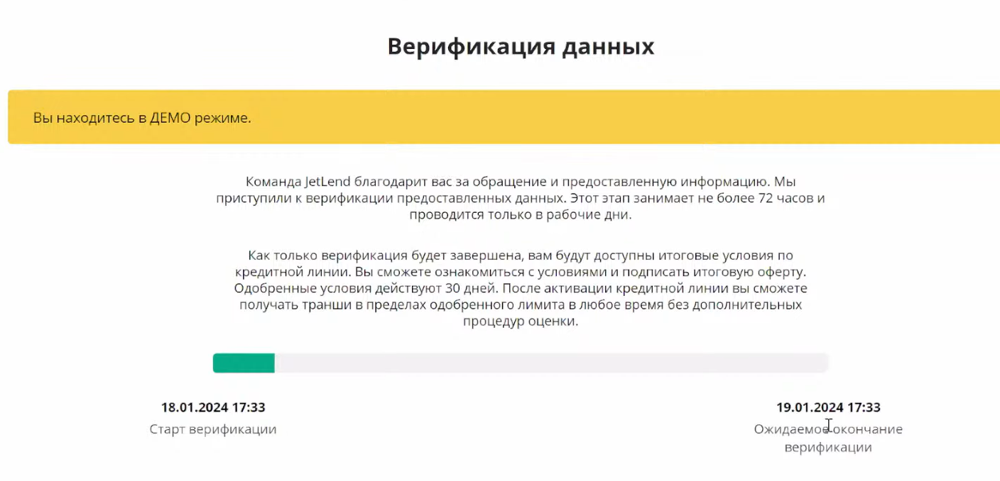 Верификация данных
Вы находитесь в ДЕМО режиме.
Команда JetLend благодарит вас за обращение и предоставленную информацию. Мы
приступили к верификации предоставленных данных. Этот этап занимает не более 72 часов и
проводится только в рабочие дни.
Как только верификация будет завершена, вам будут доступны итоговые условия по
кредитной линии. Вы сможете ознакомиться с условиями и подписать итоговую оферту.
Одобренные условия действуют 30 дней. После активации кредитной линии вы сможете
получать транши в пределах одобренного лимита в любое время без дополнительных
процедур оценки.
18.01.2024 17:33
Старт верификации
19.01.2024 17:33
Ожидаемое окончание
верификации